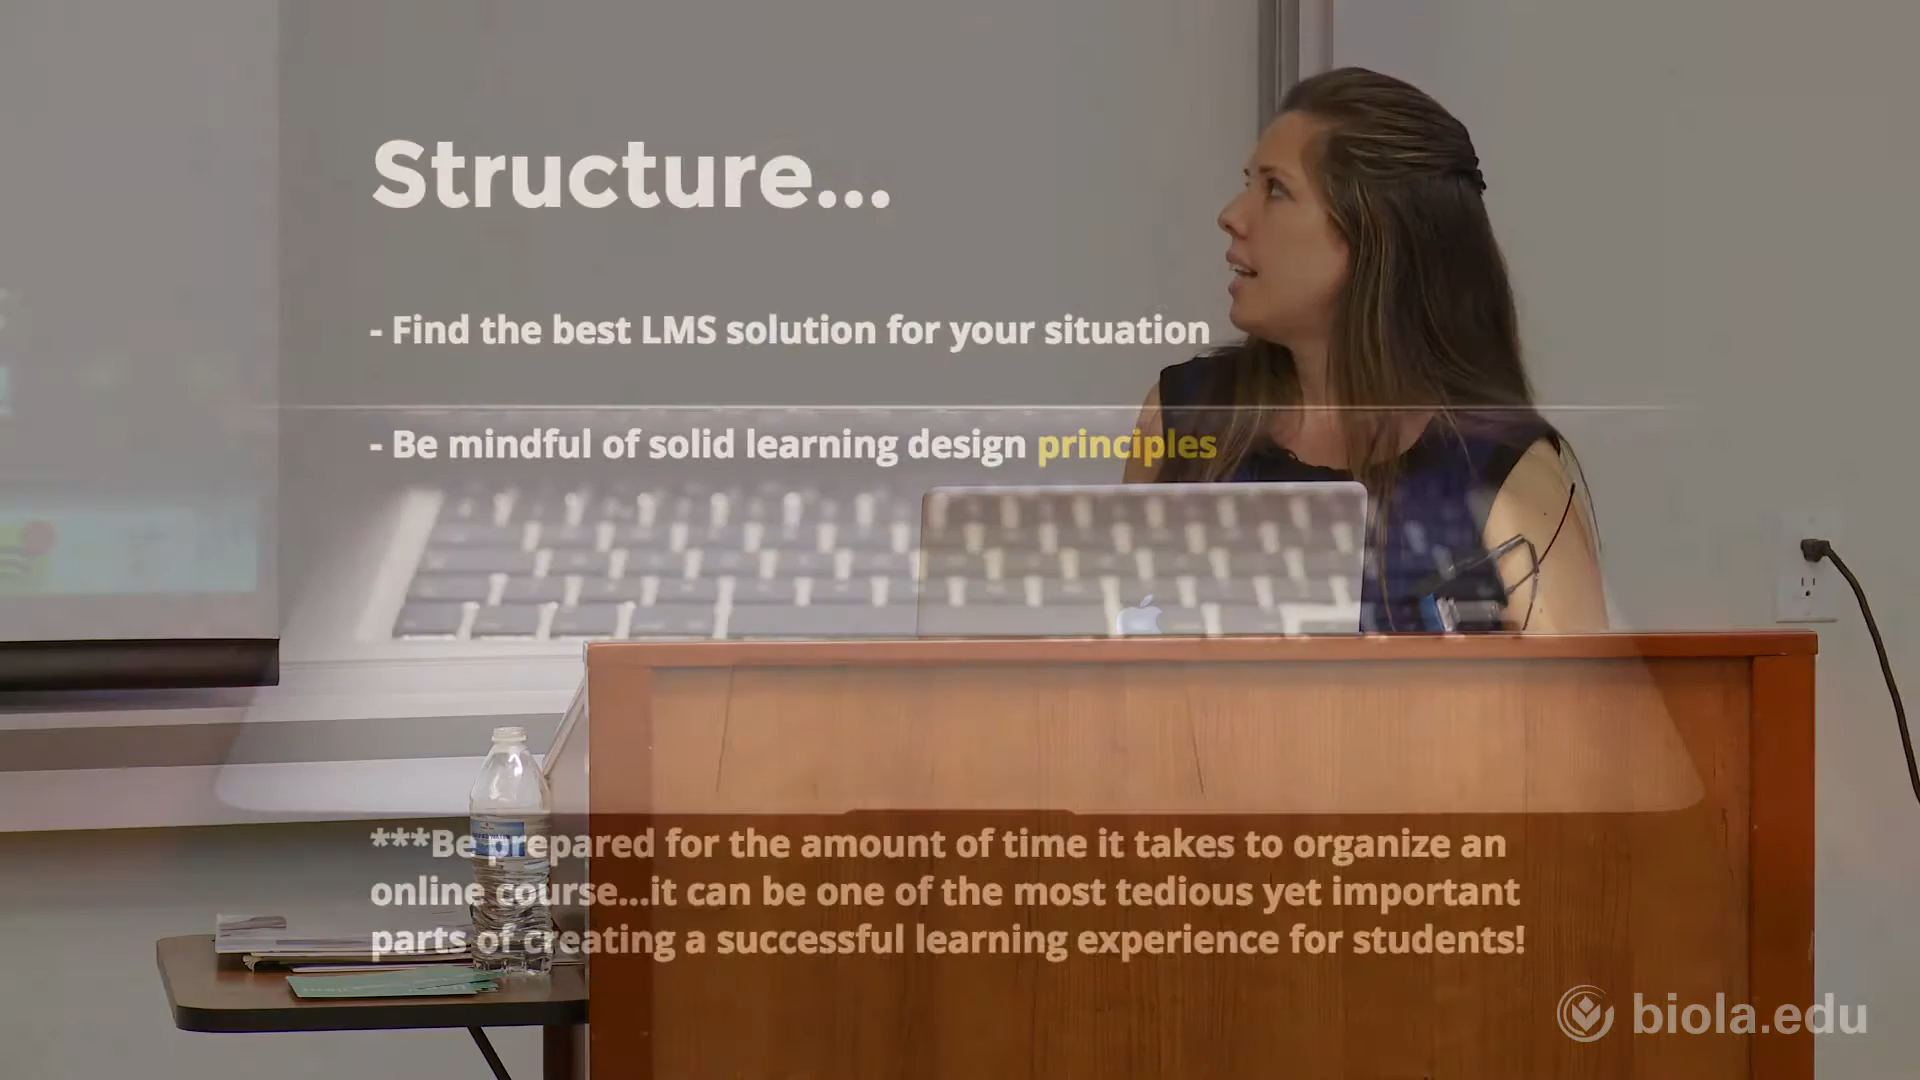 Structure...
- Find the best LMS solution for your situation
- Be mindful of solid learning design principles
***Be prepared for the amount of time it takes to organize an
online course...it can be one of the most tedious yet important
parts of creating a successful learning experience for students!
biola.edu